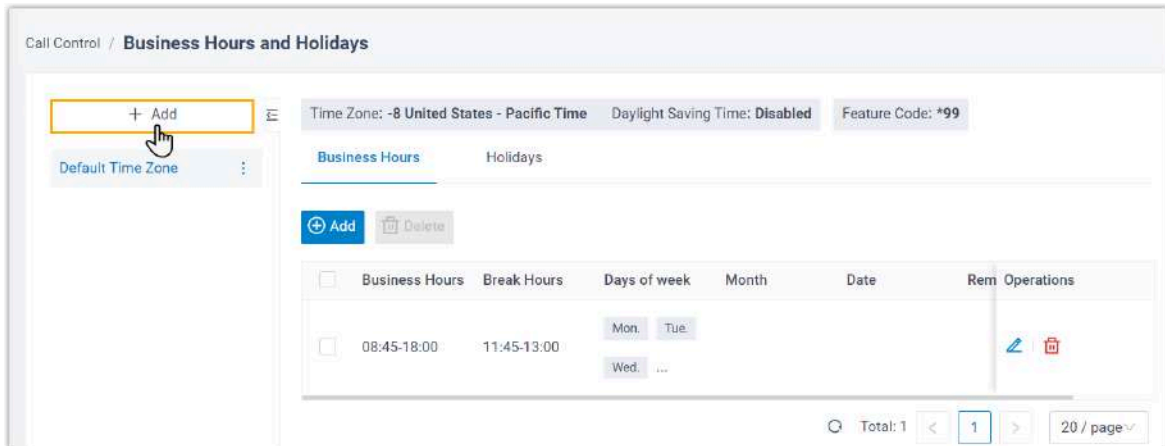 Call Control / Business Hours and Holidays
+ Add
Default Time Zone
Time Zone: -8 United States - Pacific Time Daylight Saving Time: Disabled Feature Code: *99
Business Hours Holidays
Add Delete
Business Hours Break Hours Days of week Month Date Rem Operations
Mon. Tue.
08:45-18:00 11:45-13:00
Wed. ...
Total: 1 < 1 > 20 / page